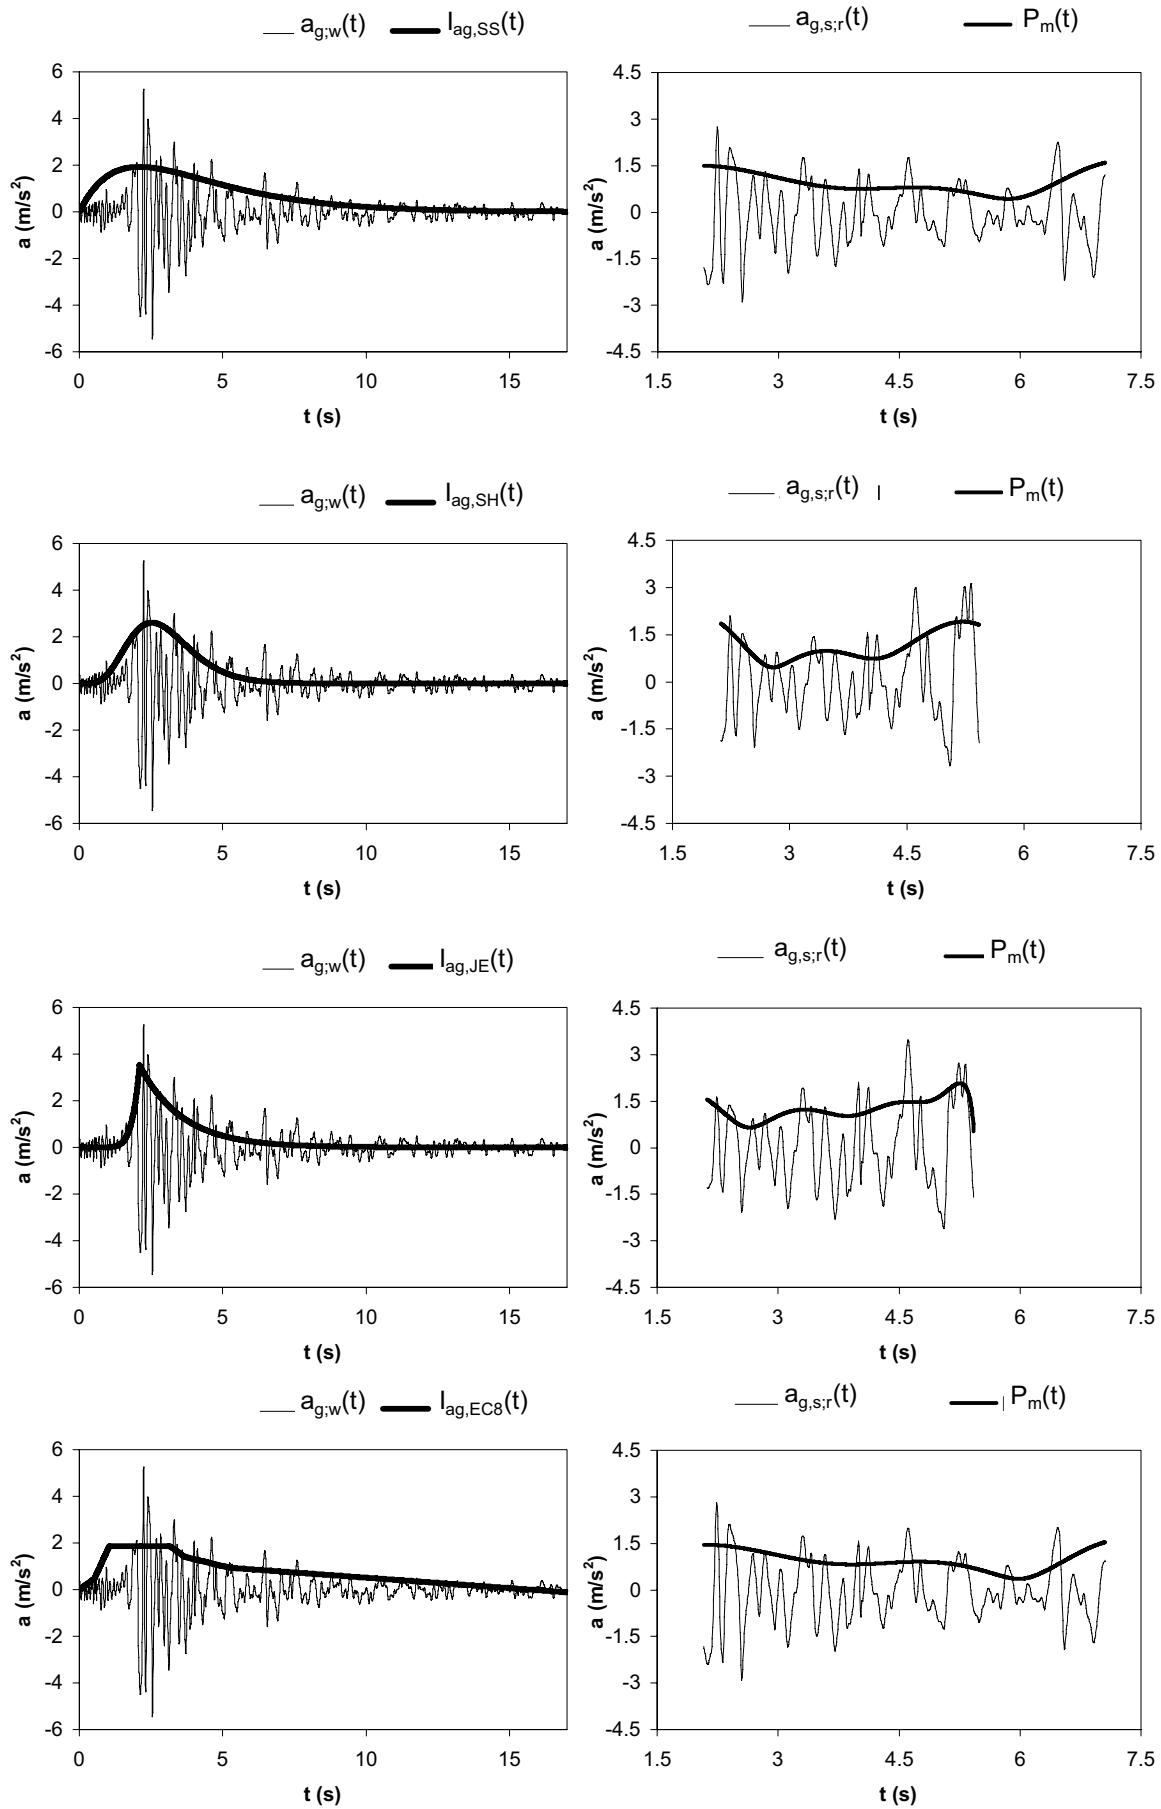 a_g;w(t) I_ag,SS(t)
a_g,s;r(t) P_m(t)
6
4
2
0
-2
-4
-6
a (m/s²)
0 5 10 15
t (s)
4.5
3
1.5
0
-1.5
-3
-4.5
a (m/s²)
1.5 3 4.5 6 7.5
t (s)
a_g;w(t) I_ag,SH(t)
a_g,s;r(t) P_m(t)
6
4
2
0
-2
-4
-6
a (m/s²)
0 5 10 15
t (s)
4.5
3
1.5
0
-1.5
-3
-4.5
a (m/s²)
1.5 3 4.5 6 7.5
t (s)
a_g;w(t) I_ag,JE(t)
a_g,s;r(t) P_m(t)
6
4
2
0
-2
-4
-6
a (m/s²)
0 5 10 15
t (s)
4.5
3
1.5
0
-1.5
-3
-4.5
a (m/s²)
1.5 3 4.5 6 7.5
t (s)
a_g;w(t) I_ag,EC8(t)
a_g,s;r(t) P_m(t)
6
4
2
0
-2
-4
-6
a (m/s²)
0 5 10 15
t (s)
4.5
3
1.5
0
-1.5
-3
-4.5
a (m/s²)
1.5 3 4.5 6 7.5
t (s)